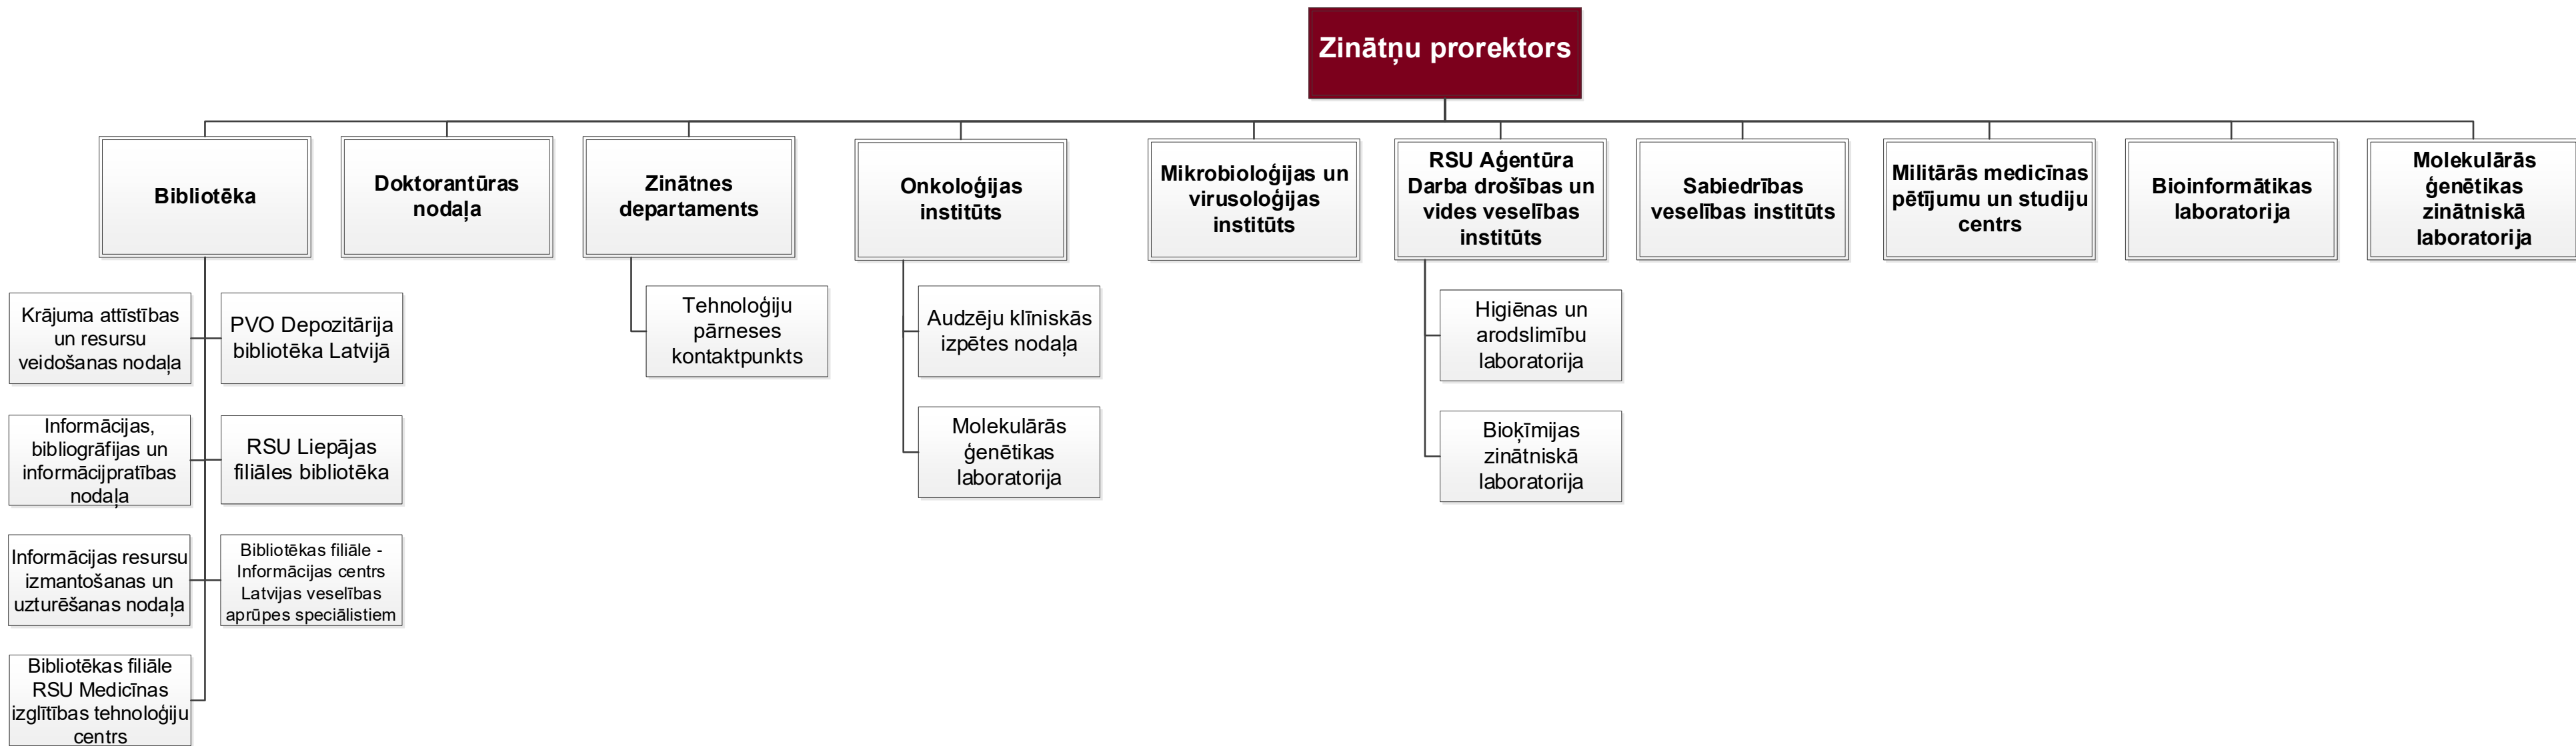 Zinātņu prorektors
Bibliotēka
Doktorantūras
nodaļa
Zinātnes
departaments
Onkoloģijas
institūts
Mikrobioloģijas un
virusoloģijas
institūts
RSU Aģentūra
Darba drošības un
vides veselības
institūts
Sabiedrības
veselības institūts
Militārās medicīnas
pētījumu un studiju
centrs
Bioinformātikas
laboratorija
Molekulārās
ģenētikas
zinātniskā
laboratorija
Krājuma attīstības
un resursu
veidošanas nodaļa
PVO Depozitārija
bibliotēka Latvijā
Informācijas,
bibliogrāfijas un
informācijpratības
nodaļa
RSU Liepājas
filiāles bibliotēka
Informācijas resursu
izmantošanas un
uzturēšanas nodaļa
Bibliotēkas filiāle -
Informācijas centrs
Latvijas veselības
aprūpes speciālistiem
Bibliotēkas filiāle
RSU Medicīnas
izglītības tehnoloģiju
centrs
Tehnoloģiju
pārneses
kontaktpunkts
Audzēju klīniskās
izpētes nodaļa
Molekulārās
ģenētikas
laboratorija
Higiēnas un
arodslimību
laboratorija
Bioķīmijas
zinātniskā
laboratorija